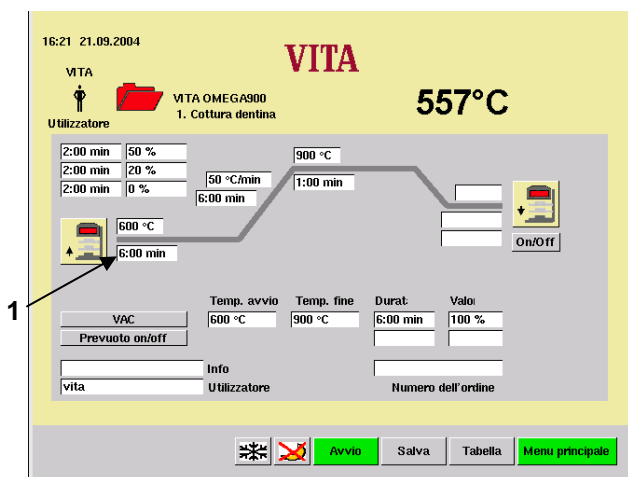 16:21 21.09.2004
VITA
VITA
557°C
VITA OMEGA900
1. Cottura dentina
Utilizzatore
2:00 min 50 %
2:00 min 20 %
2:00 min 0 %
900 °C
50 °C/min
1:00 min
6:00 min
600 °C
6:00 min
On/Off
1
Temp. avvio Temp. fine Durat: Valoi
VAC 600 °C 900 °C 6:00 min 100 %
Prevuoto on/off
Info
vita Utilizzatore Numero dell'ordine
Avvio Salva Tabella Menu principale